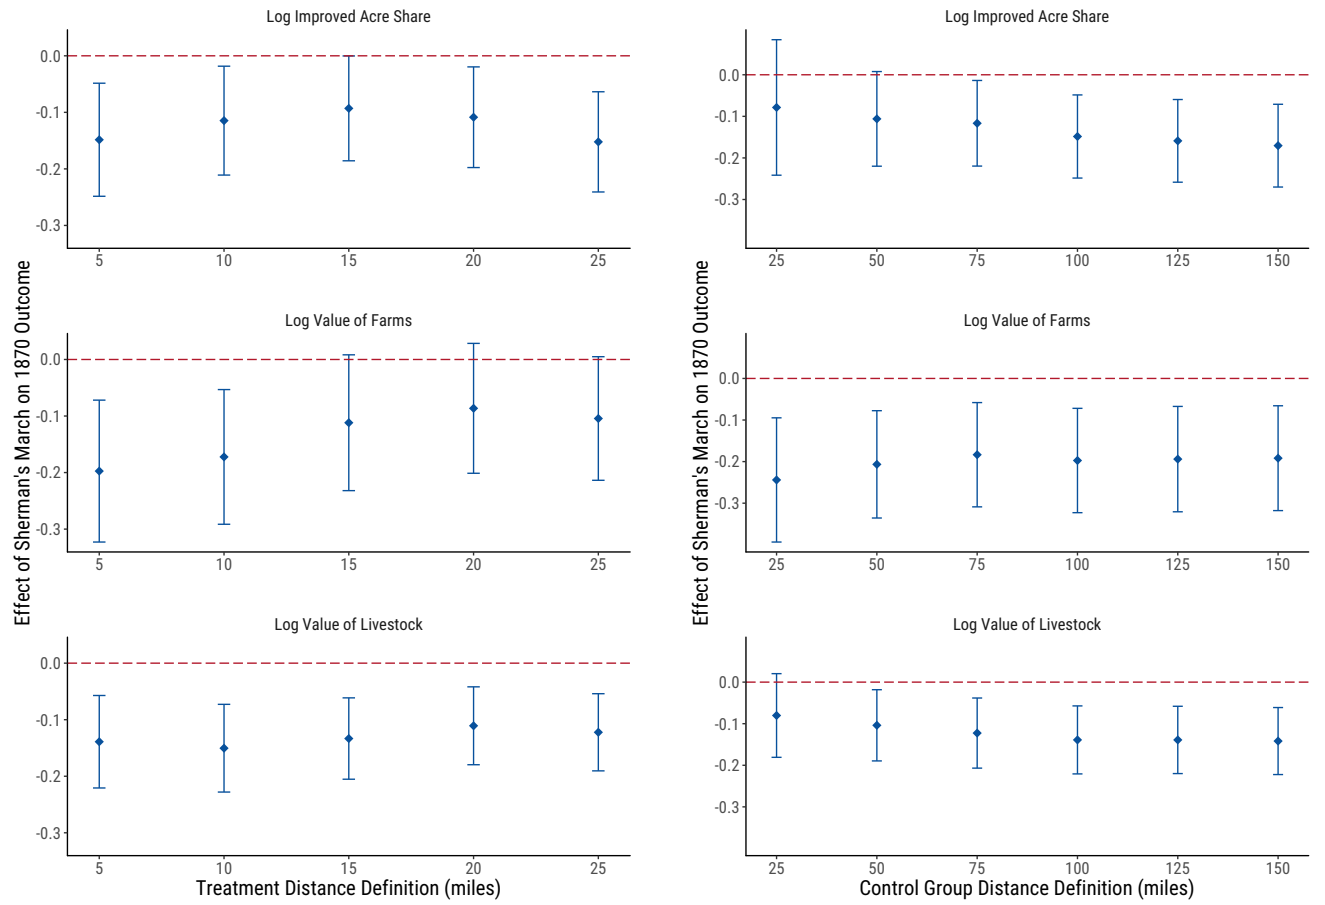 Log Improved Acre Share
0.0
-0.1
-0.2
-0.3
5 10 15 20 25
Log Value of Farms
0.0
-0.1
-0.2
-0.3
5 10 15 20 25
Log Value of Livestock
0.0
-0.1
-0.2
-0.3
5 10 15 20 25
Effect of Sherman's March on 1870 Outcome
Treatment Distance Definition (miles)
Log Improved Acre Share
0.0
-0.1
-0.2
-0.3
25 50 75 100 125 150
Log Value of Farms
0.0
-0.1
-0.2
-0.3
25 50 75 100 125 150
Log Value of Livestock
0.0
-0.1
-0.2
-0.3
25 50 75 100 125 150
Effect of Sherman's March on 1870 Outcome
Control Group Distance Definition (miles)